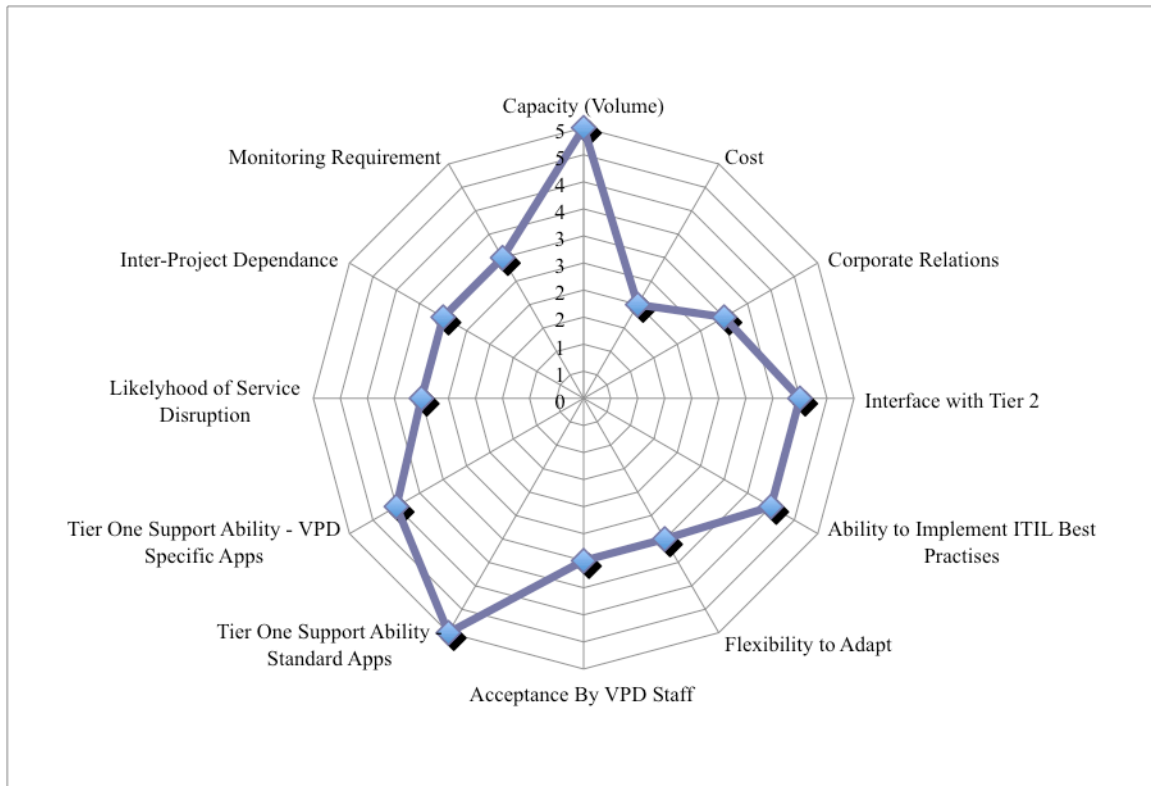 Capacity (Volume)
Cost
Corporate Relations
Interface with Tier 2
Ability to Implement ITIL Best
Practises
Flexibility to Adapt
Acceptance By VPD Staff
Tier One Support Ability -
Standard Apps
Tier One Support Ability - VPD
Specific Apps
Likelyhood of Service
Disruption
Inter-Project Dependance
Monitoring Requirement
5
5
4
4
3
3
2
2
1
1
0